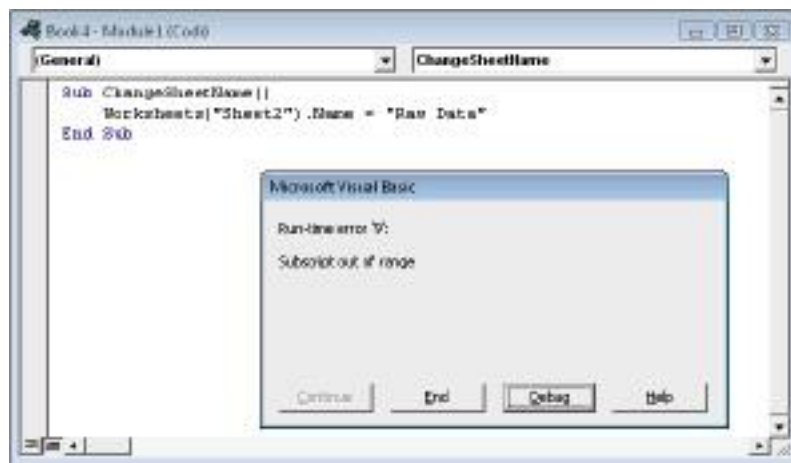 Book4 - Module1 (Code)
(General)
ChangeSheetName
Sub ChangeSheetName()
Worksheets("Sheet2").Name = "Raw Data"
End Sub
Microsoft Visual Basic
Run-time error '9':
Subscript out of range
Continue
End
Debug
Help